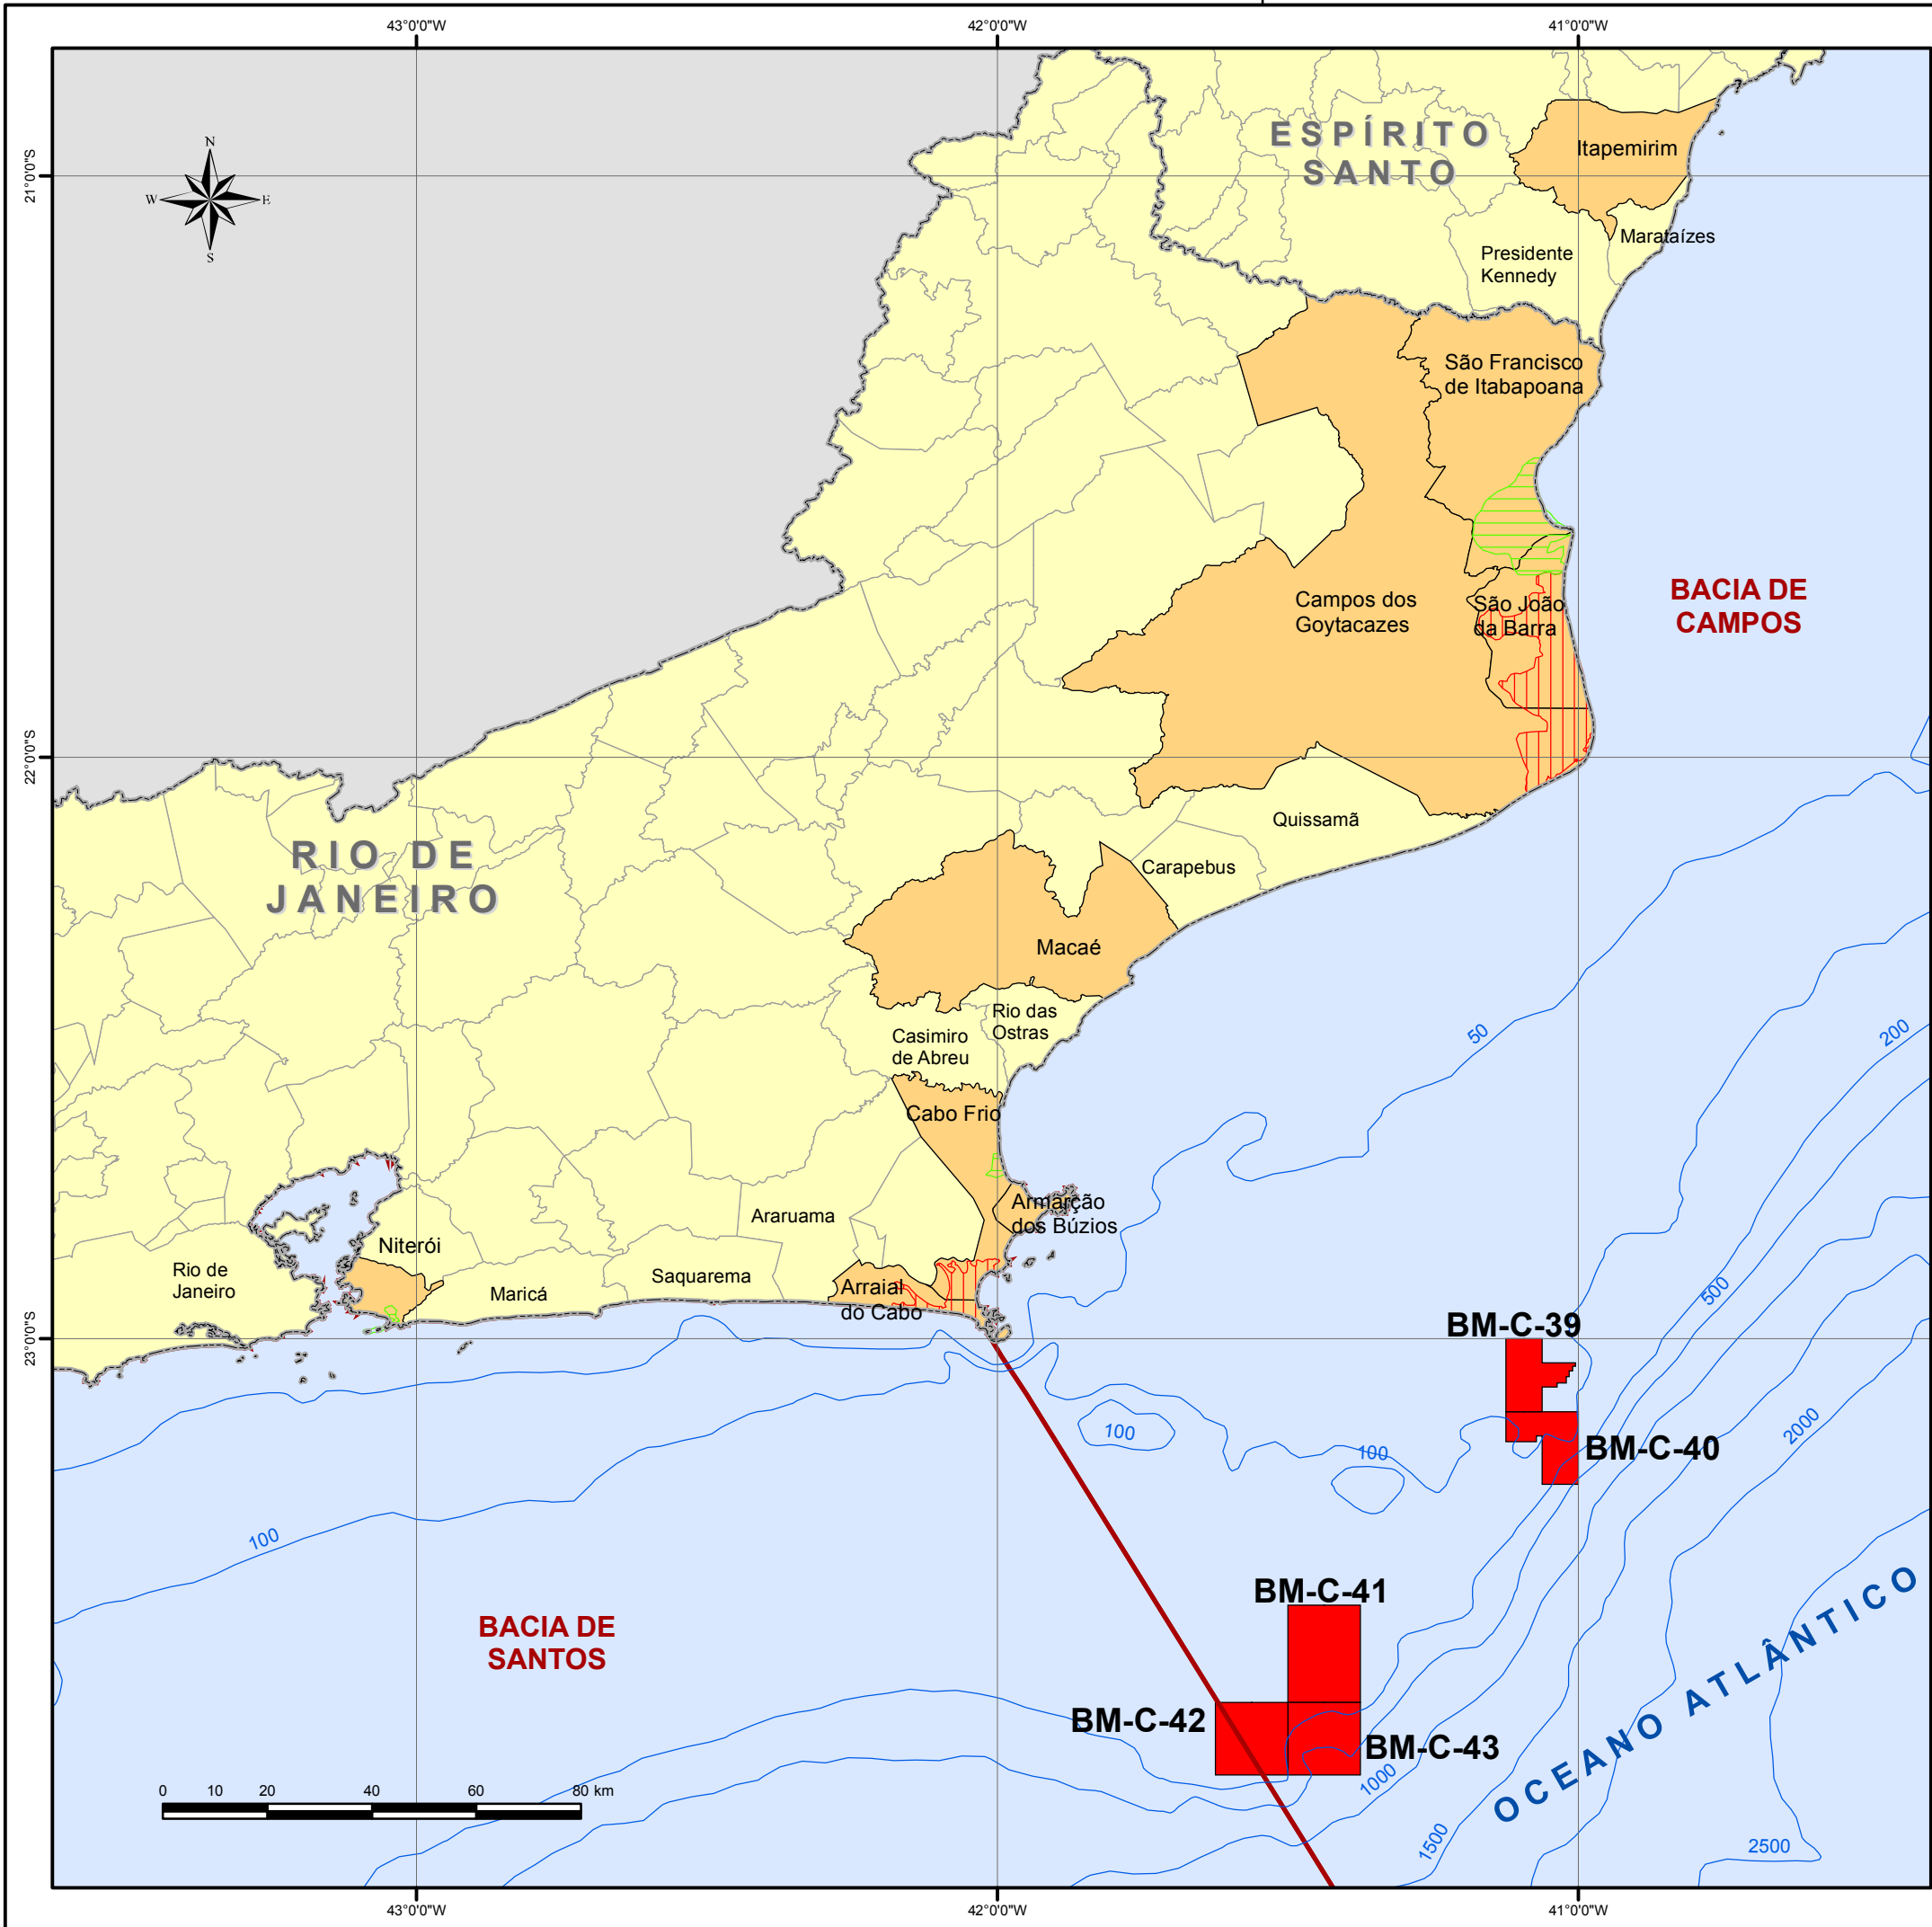 43°0'0"W
42°0'0"W
41°0'0"W
21°0'0"S
22°0'0"S
23°0'0"S
N
W
E
S
ESPÍRITO
SANTO
Itapemirim
Marataízes
Presidente
Kennedy
São Francisco
de Itabapoana
BACIA DE
CAMPOS
Campos dos
Goytacazes
São João
da Barra
Quissamã
Carapebus
RIO DE
JANEIRO
Macaé
Rio das
Ostras
Casimiro
de Abreu
Cabo Frio
Armarção
dos Búzios
Araruama
Niterói
Rio de
Janeiro
Maricá
Saquarema
Arraial
do Cabo
50
200
500
BM-C-39
2000
BM-C-40
100
100
100
BM-C-41
BACIA DE
SANTOS
BM-C-42
BM-C-43
1000
1500
2500
OCEANO ATLÂNTICO
0 10 20 40 60 80 km
43°0'0"W
42°0'0"W
41°0'0"W